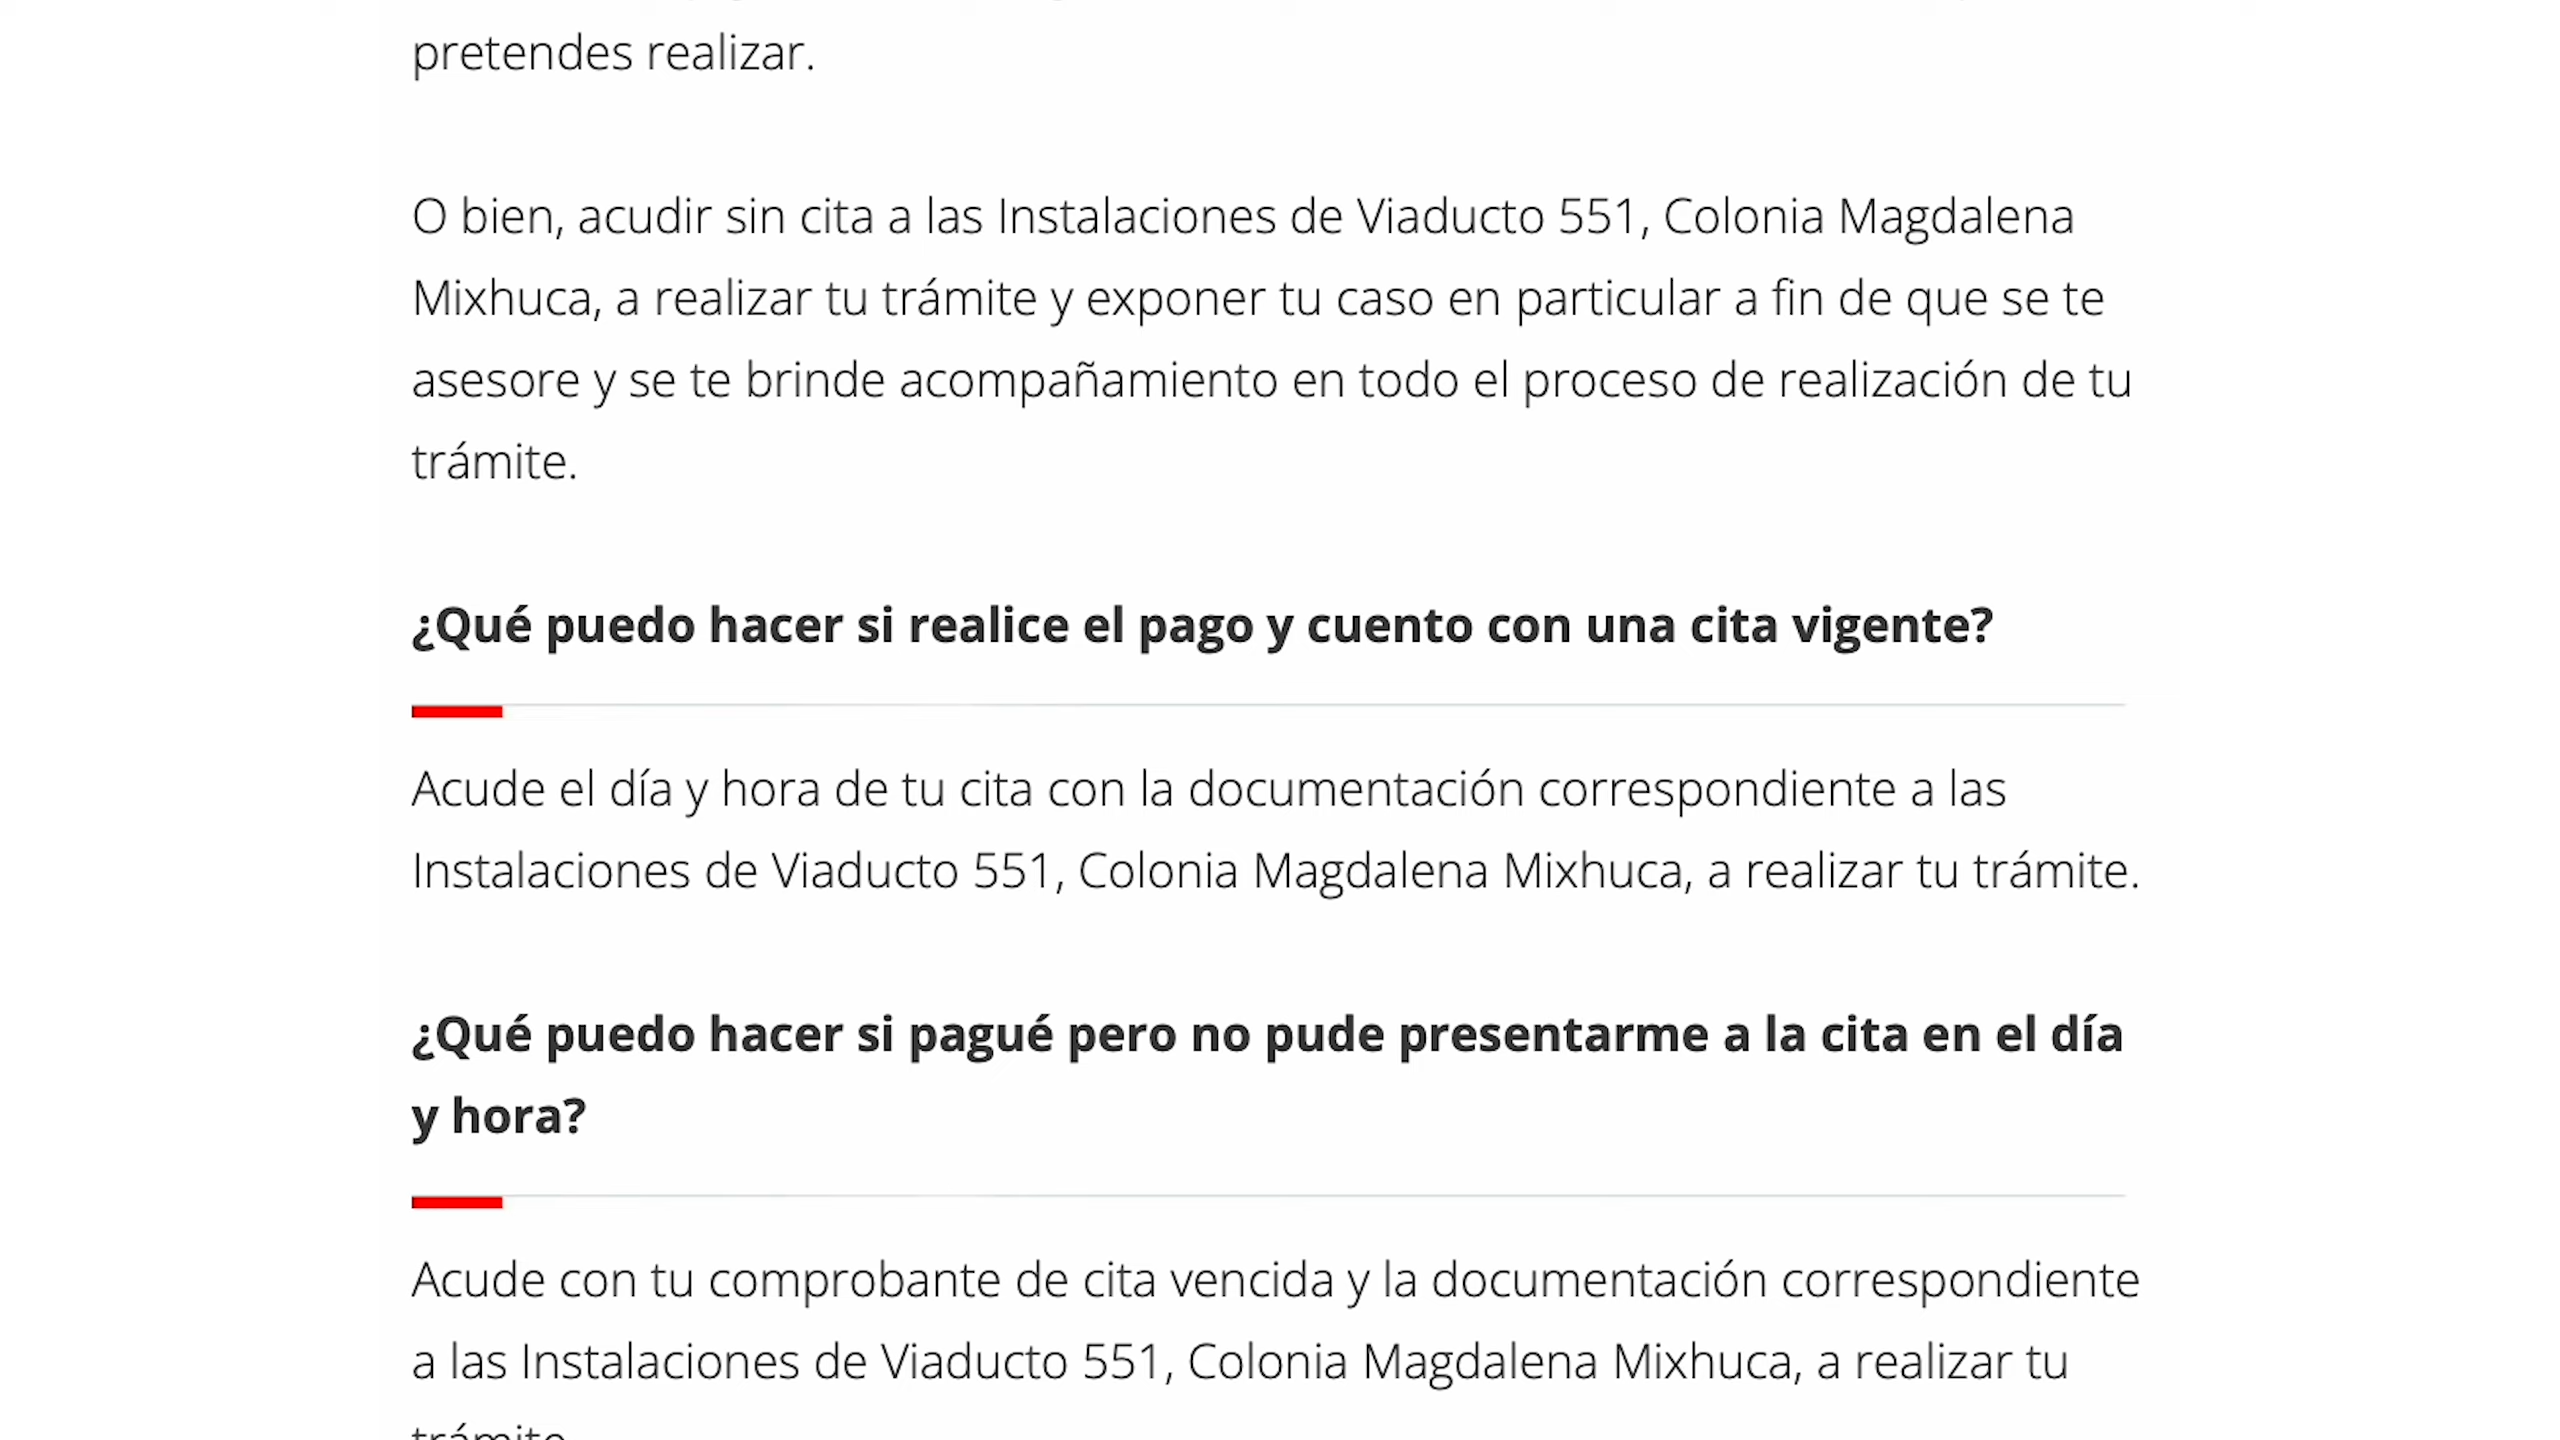 pretendes realizar.
O bien, acudir sin cita a las Instalaciones de Viaducto 551, Colonia Magdalena
Mixhuca, a realizar tu trámite y exponer tu caso en particular a fin de que se te
asesore y se te brinde acompañamiento en todo el proceso de realización de tu
trámite.
¿Qué puedo hacer si realice el pago y cuento con una cita vigente?
Acude el día y hora de tu cita con la documentación correspondiente a las
Instalaciones de Viaducto 551, Colonia Magdalena Mixhuca, a realizar tu trámite.
¿Qué puedo hacer si pagué pero no pude presentarme a la cita en el día
y hora?
Acude con tu comprobante de cita vencida y la documentación correspondiente
a las Instalaciones de Viaducto 551, Colonia Magdalena Mixhuca, a realizar tu
trámite